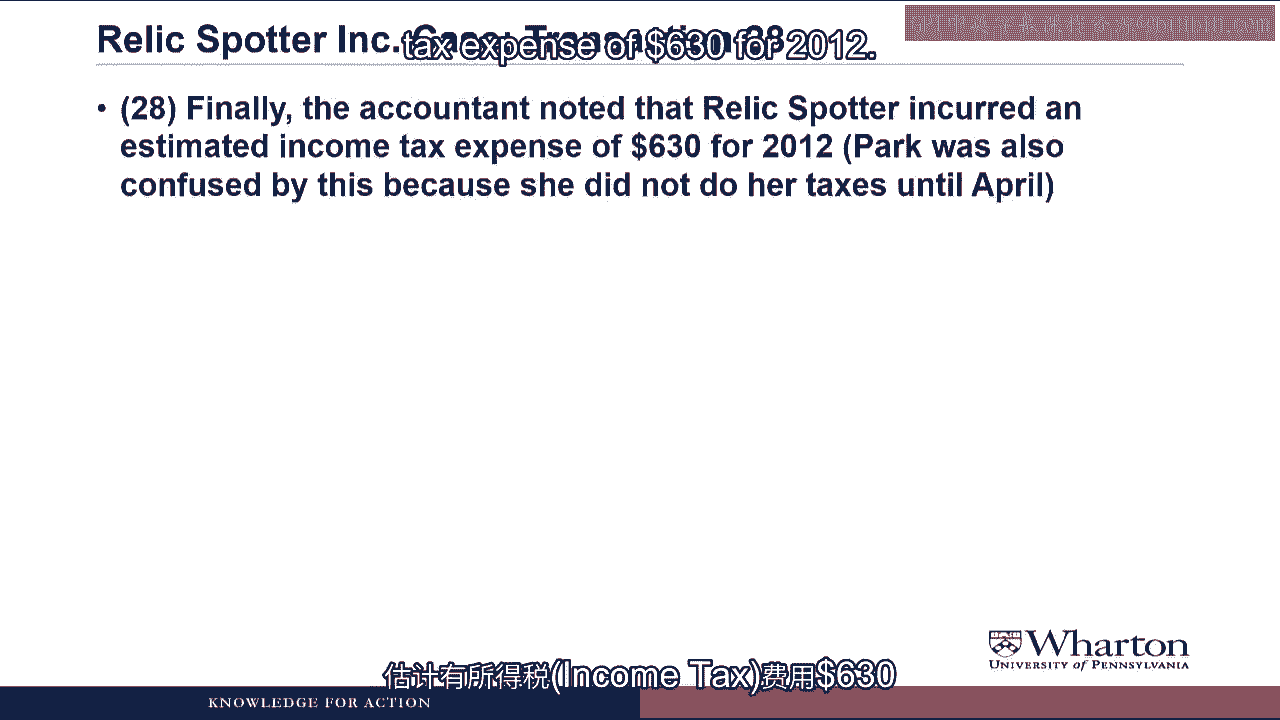 Relic Spotter Inc. Case: Transaction 28
tax expense of $630 for 2012.
• (28) Finally, the accountant noted that Relic Spotter incurred an
estimated income tax expense of $630 for 2012 (Park was also
confused by this because she did not do her taxes until April)
Wharton
UNIVERSITY of PENNSYLVANIA
估计有所得税(Income Tax)费用$630
KNOWLEDGE FOR ACTION